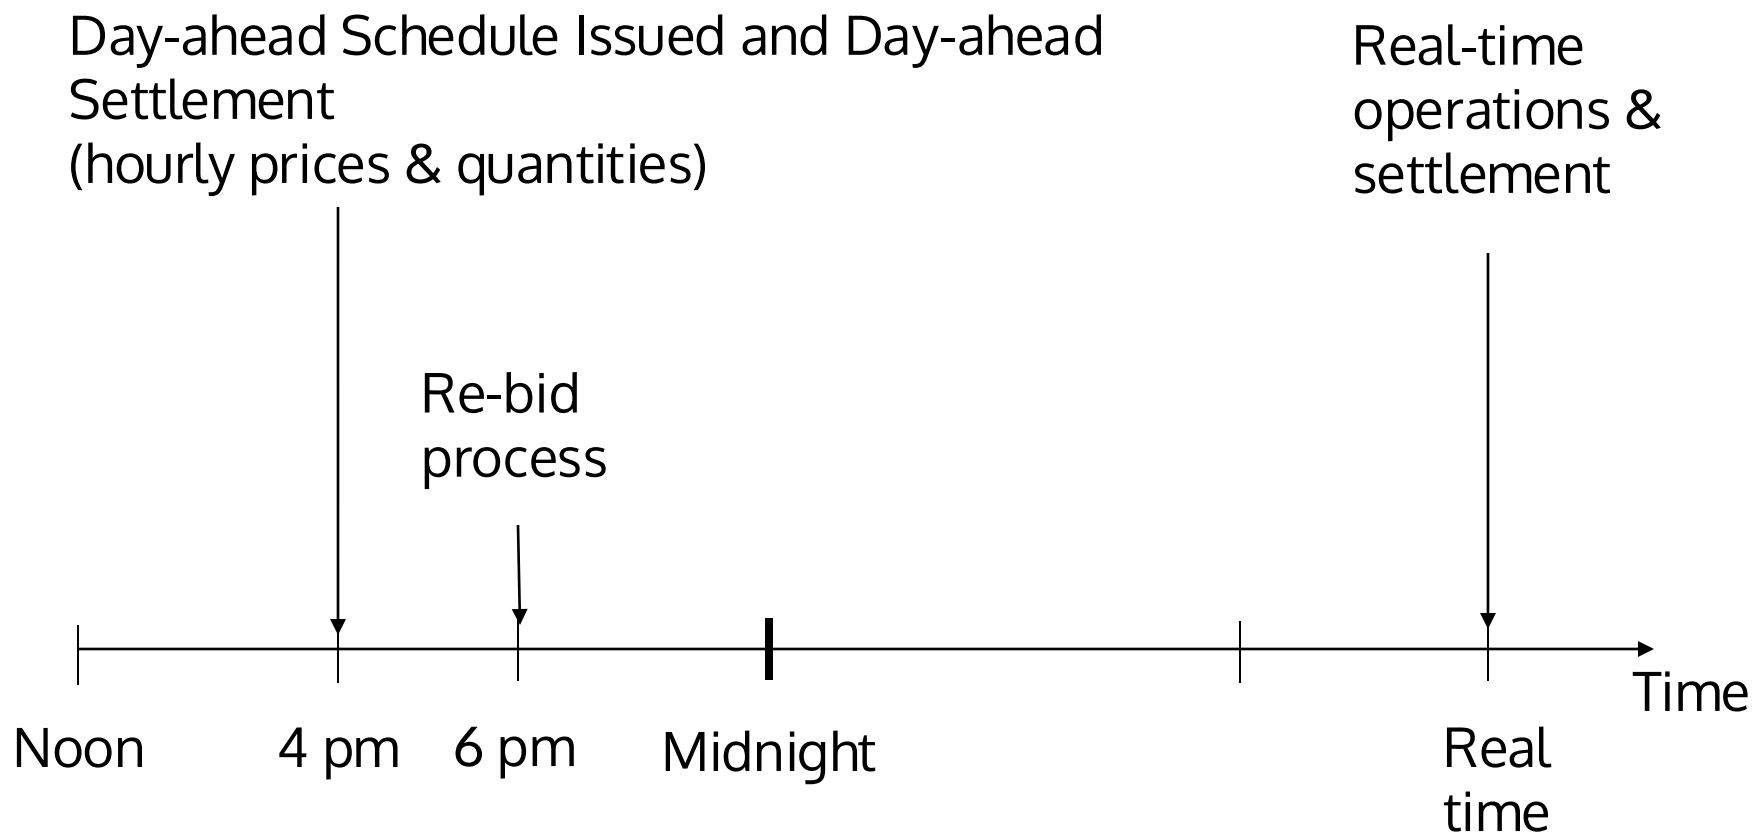 Day-ahead Schedule Issued and Day-ahead
Settlement
(hourly prices & quantities)
Real-time
operations &
settlement
Re-bid
process
Time
Noon
4 pm
6 pm
Midnight
Real
time